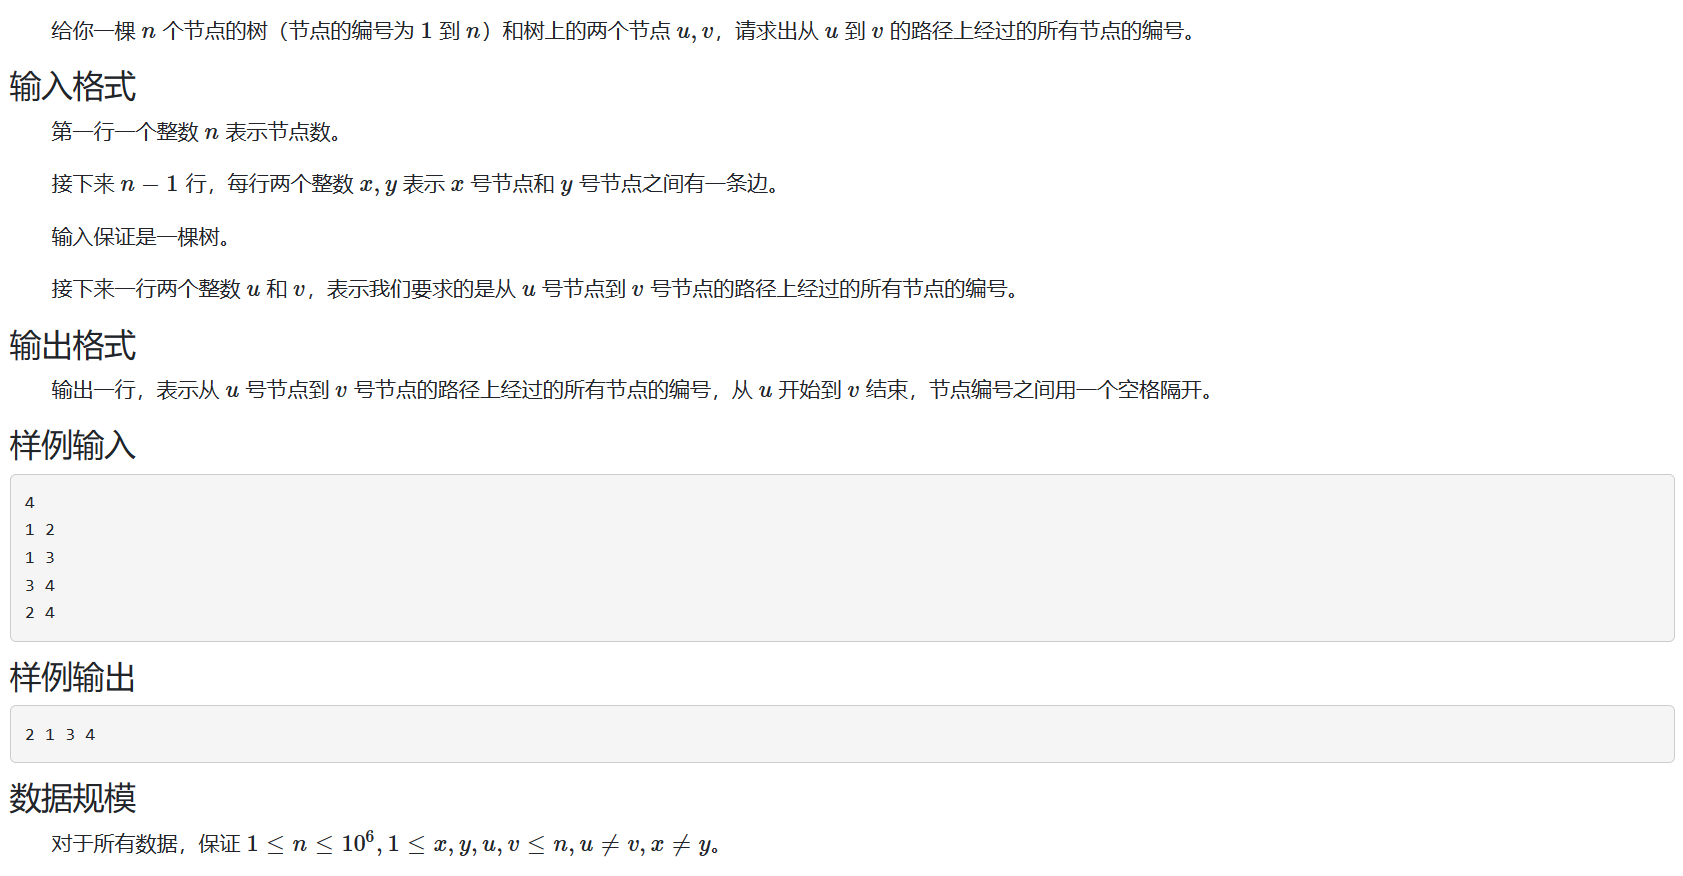 给你一棵 n 个节点的树（节点的编号为 1 到 n）和树上的两个节点 u, v，请求出从 u 到 v 的路径上经过的所有节点的编号。
输入格式
第一行一个整数 n 表示节点数。
接下来 n − 1 行，每行两个整数 x, y 表示 x 号节点和 y 号节点之间有一条边。
输入保证是一棵树。
接下来一行两个整数 u 和 v，表示我们要求的是从 u 号节点到 v 号节点的路径上经过的所有节点的编号。
输出格式
输出一行，表示从 u 号节点到 v 号节点的路径上经过的所有节点的编号，从 u 开始到 v 结束，节点编号之间用一个空格隔开。
样例输入
4
1 2
1 3
3 4
2 4
样例输出
2 1 3 4
数据规模
对于所有数据，保证 1 ≤ n ≤ 10⁶, 1 ≤ x, y, u, v ≤ n, u ≠ v, x ≠ y。